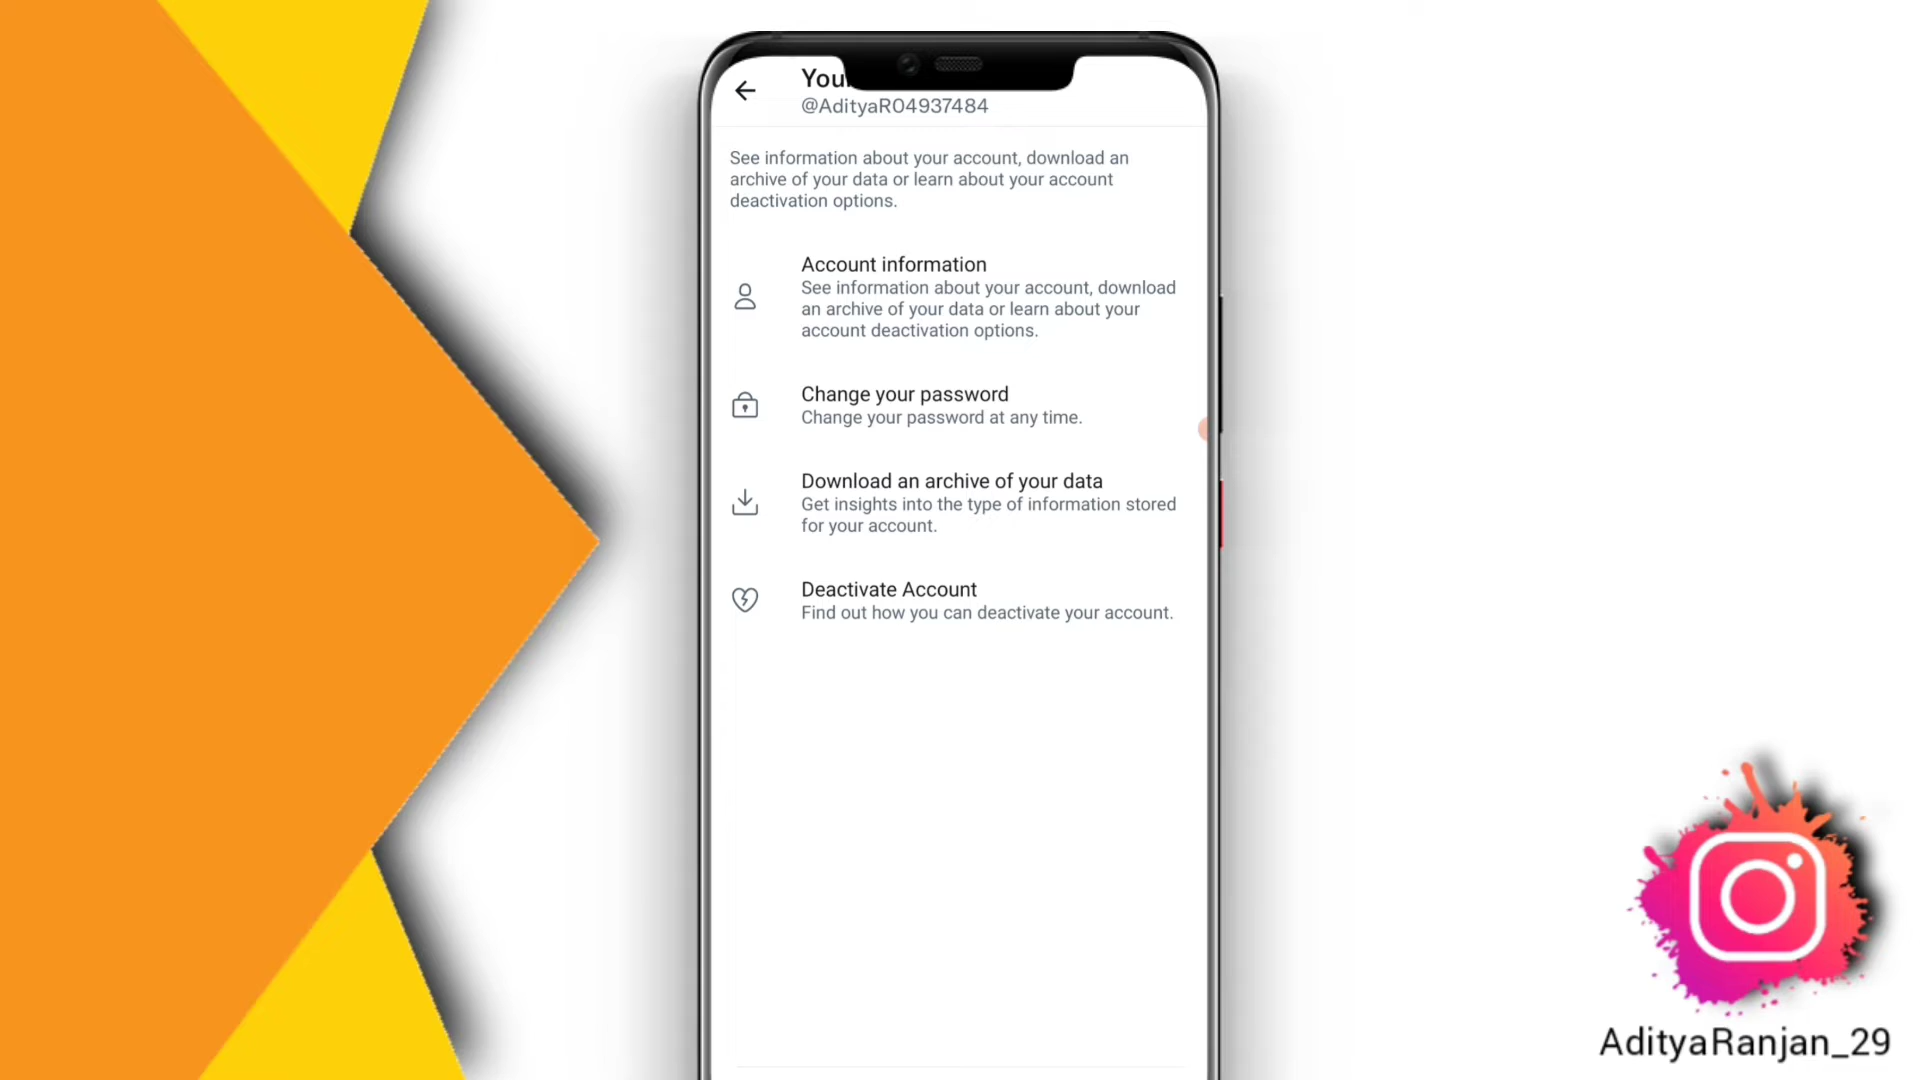 You
@AdityaR04937484
See information about your account, download an
archive of your data or learn about your account
deactivation options.
Account information
See information about your account, download
an archive of your data or learn about your
account deactivation options.
Change your password
Change your password at any time.
Download an archive of your data
Get insights into the type of information stored
for your account.
Deactivate Account
Find out how you can deactivate your account.
AdityaRanjan_29